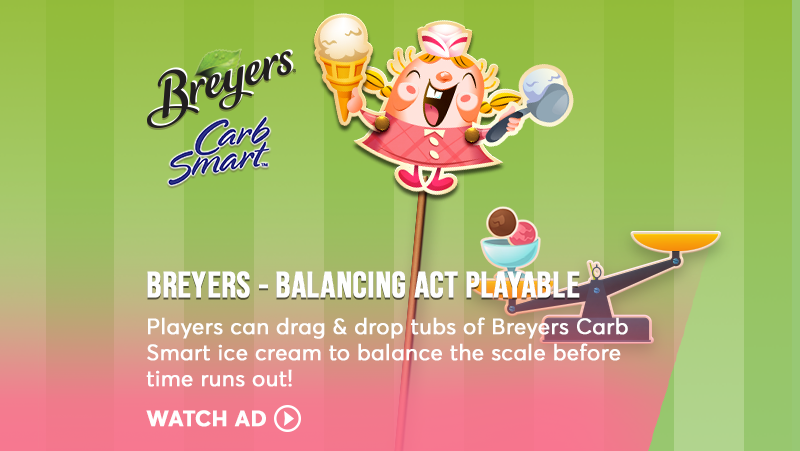 Breyers®
Carb
Smart™
BREYERS - BALANCING ACT PLAYABLE
Players can drag & drop tubs of Breyers Carb
Smart ice cream to balance the scale before
time runs out!
WATCH AD